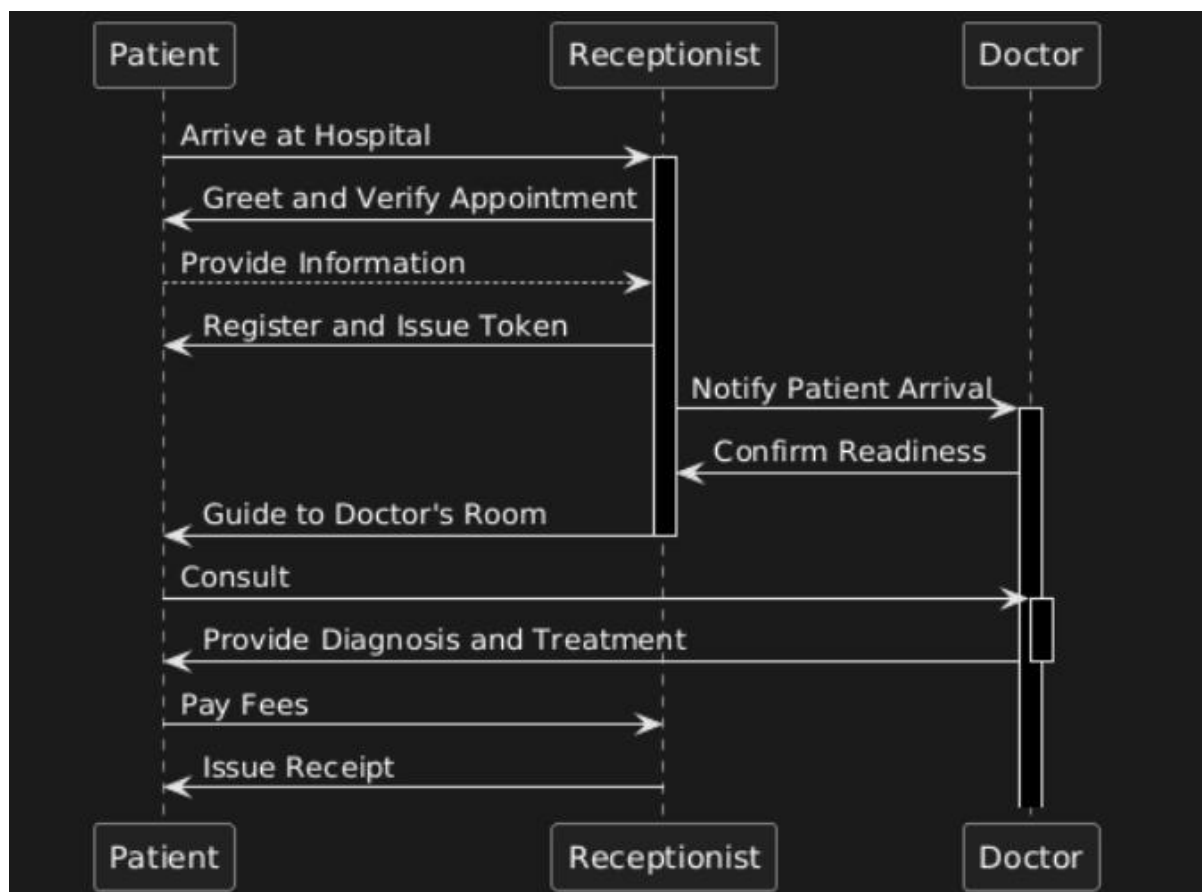 Patient Receptionist Doctor
Arrive at Hospital
Greet and Verify Appointment
Provide Information
Register and Issue Token
Notify Patient Arrival
Confirm Readiness
Guide to Doctor's Room
Consult
Provide Diagnosis and Treatment
Pay Fees
Issue Receipt
Patient Receptionist Doctor